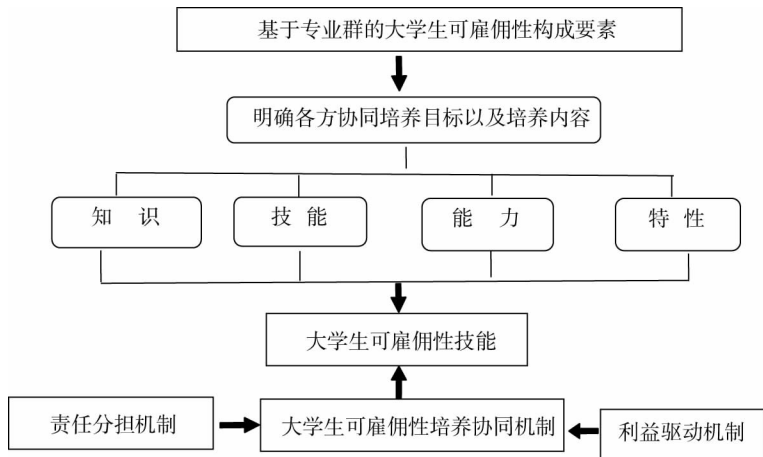 基于专业群的大学生可雇佣性构成要素
明确各方协同培养目标以及培养内容
知 识
技 能
能 力
特 性
大学生可雇佣性技能
责任分担机制
大学生可雇佣性培养协同机制
利益驱动机制